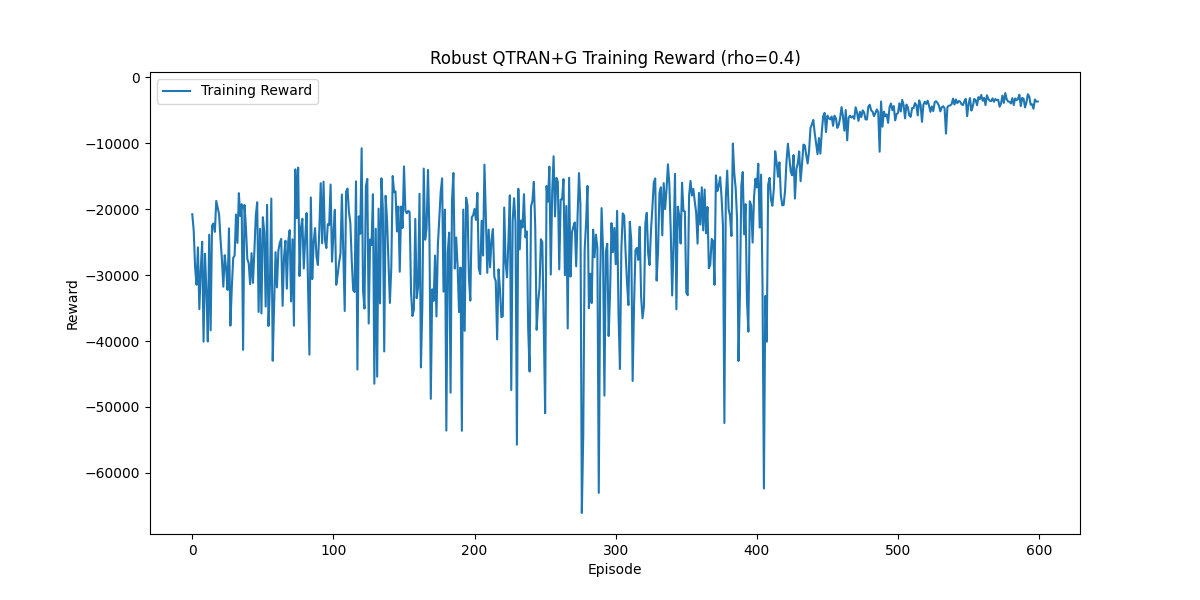 Robust QTRAN+G Training Reward (rho=0.4)
Training Reward
0
−10000
−20000
−30000
−40000
−50000
−60000
Reward
0 100 200 300 400 500 600
Episode